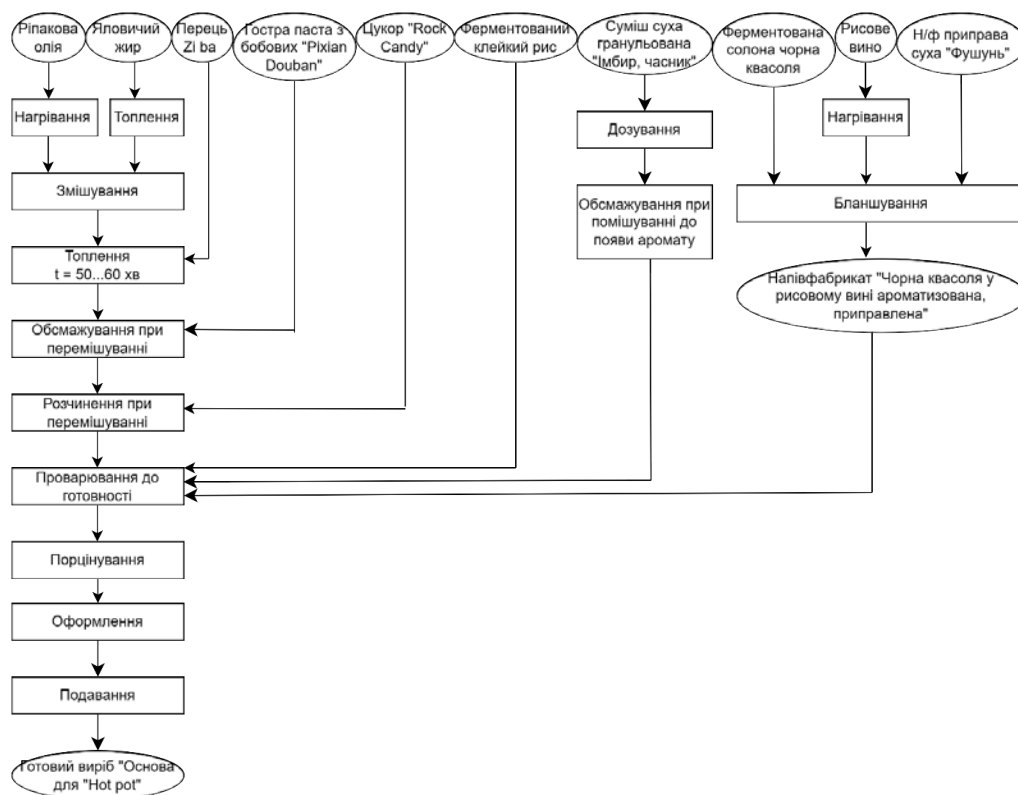 Ріпакова
олія
Яловичий
жир
Перець
Zi ba
Гостра паста з
бобових "Pixian
Douban"
Цукор "Rock
Candy"
Ферментований
клейкий рис
Суміш суха
гранульована
"Імбир, часник"
Ферментована
солона чорна
квасоля
Рисове
вино
Н/ф приправа
суха "Фушунь"
Нагрівання
Топлення
Дозування
Нагрівання
Змішування
Обсмажування при
помішуванні до
появи аромату
Бланшування
Топлення
t = 50...60 хв
Напівфабрикат "Чорна квасоля у
рисовому вині ароматизована,
приправлена"
Обсмажування при
перемішуванні
Розчинення при
перемішуванні
Проварювання до
готовності
Порцінування
Оформлення
Подавання
Готовий виріб "Основа
для "Hot pot"